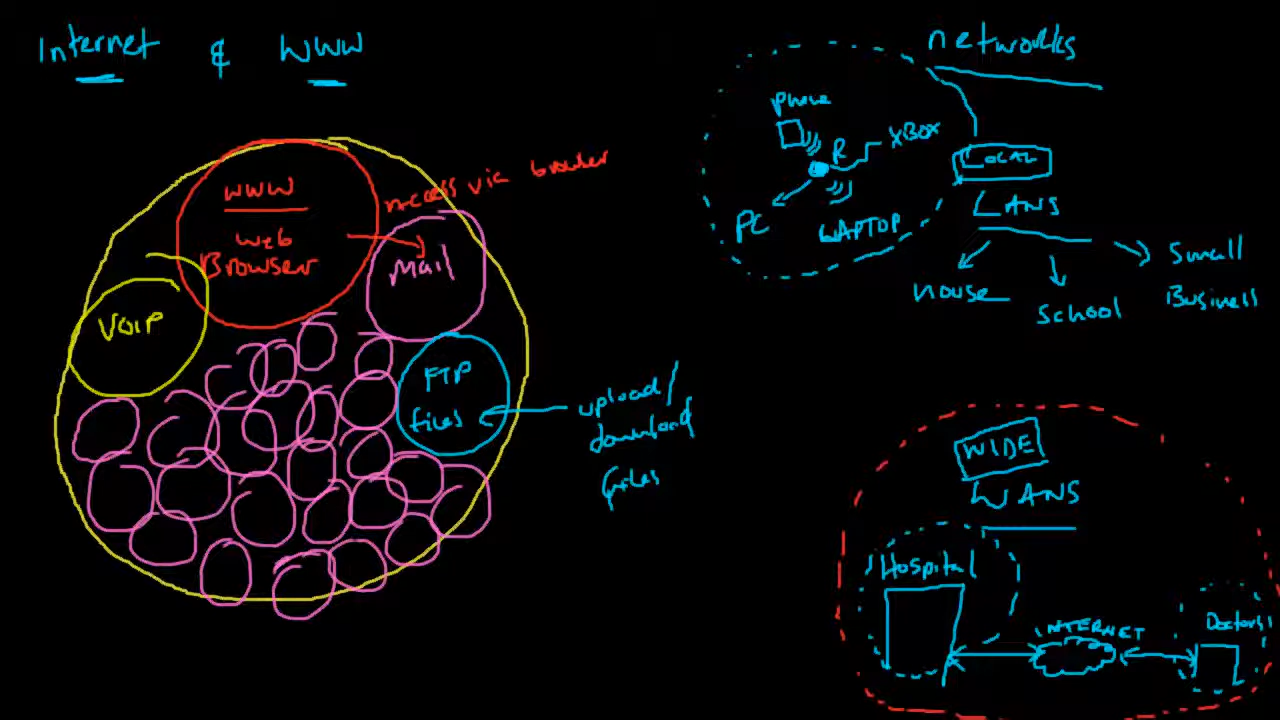 Internet & WWW
WWW
Web
Browser
access via browser
Mail
VOIP
FTP
files
upload/
download
files
networks
Phone
R
XBOX
PC
LAPTOP
LOCAL
LANS
house
School
Small
Business
WIDE
WANS
Hospital
INTERNET
Doctors